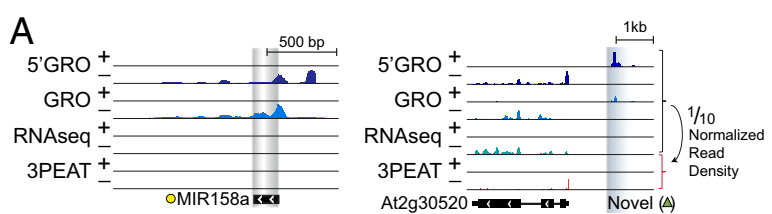 A
500 bp
1kb
5'GRO + −
GRO + −
RNAseq + −
3PEAT + −
MIR158a
5'GRO + −
GRO + −
RNAseq + −
3PEAT + −
1/10
Normalized
Read
Density
At2g30520
Novel ( )